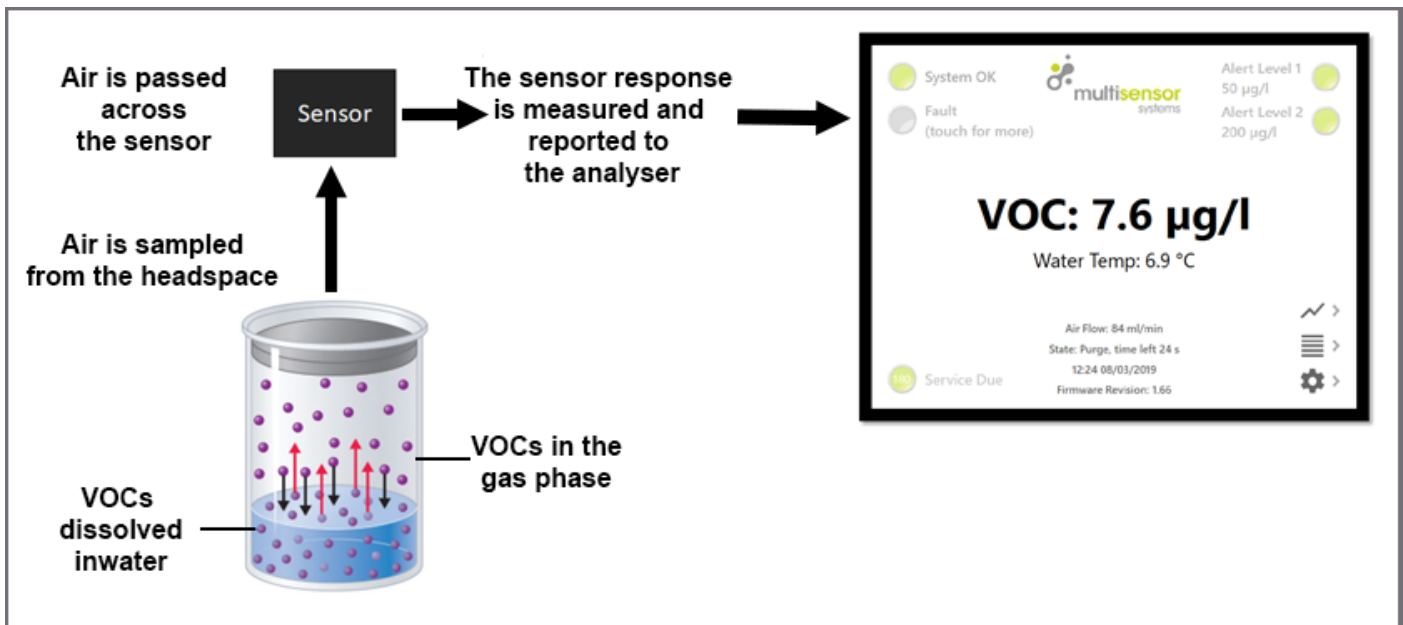 Air is passed
across
the sensor
Sensor
The sensor response
is measured and
reported to
the analyser
Air is sampled
from the headspace
VOCs in the
gas phase
VOCs
dissolved
inwater
System OK
Fault
(touch for more)
multisensor
systems
Alert Level 1
50 µg/l
Alert Level 2
200 µg/l
VOC: 7.6 µg/l
Water Temp: 6.9 °C
Air Flow: 84 ml/min
State: Purge, time left 24 s
12:24 08/03/2019
Firmware Revision: 1.66
180 Service Due